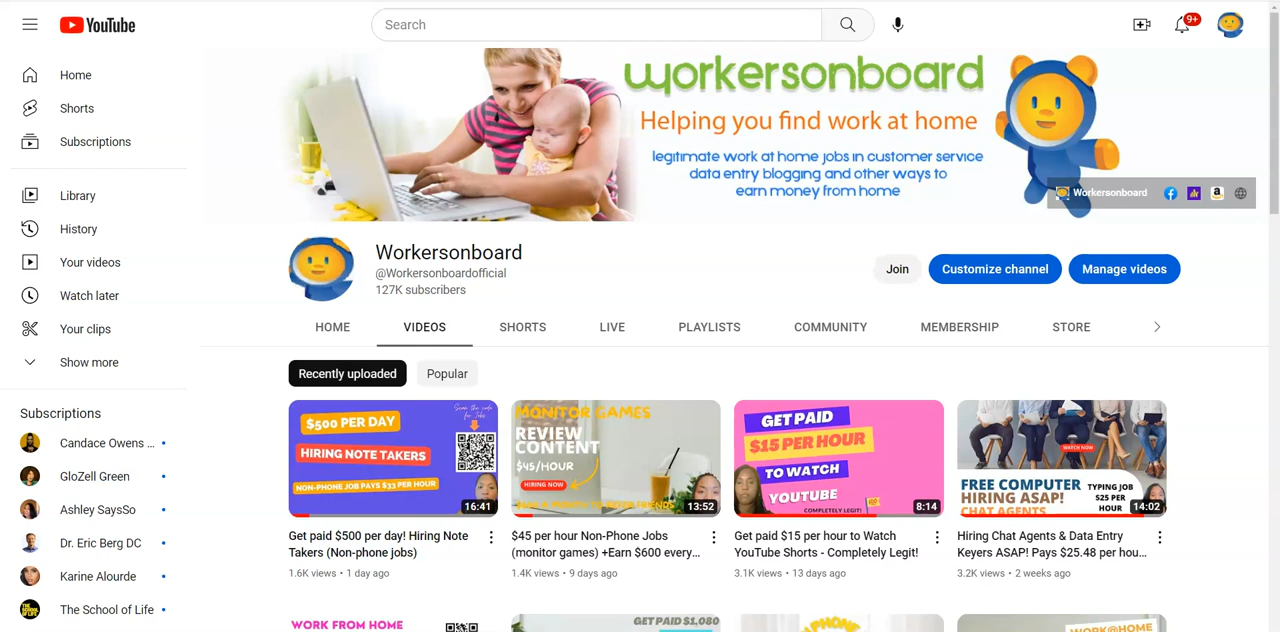 YouTube
Search
9+
Home
Shorts
Subscriptions
Library
History
Your videos
Watch later
Your clips
Show more
Subscriptions
Candace Owens ...
GloZell Green
Ashley SaysSo
Dr. Eric Berg DC
Karine Alourde
The School of Life
workersonboard
Helping you find work at home
legitimate work at home jobs in customer service
data entry blogging and other ways to
earn money from home
Workersonboard
Workersonboard
@Workersonboardofficial
127K subscribers
Join
Customize channel
Manage videos
HOME
VIDEOS
SHORTS
LIVE
PLAYLISTS
COMMUNITY
MEMBERSHIP
STORE
Recently uploaded
Popular
$500 PER DAY
Scan the code
for Jobs
HIRING NOTE TAKERS
NON-PHONE JOB PAYS $33 PER HOUR
16:41
Get paid $500 per day! Hiring Note
Takers (Non-phone jobs)
1.6K views • 1 day ago
MONITOR GAMES
REVIEW
CONTENT
$45/HOUR
HIRING NOW
13:52
$45 per hour Non-Phone Jobs
(monitor games) +Earn $600 every...
1.4K views • 9 days ago
GET PAID
$15 PER HOUR
TO WATCH
YOUTUBE
COMPLETELY LEGIT!
8:14
Get paid $15 per hour to Watch
YouTube Shorts - Completely Legit!
3.1K views • 13 days ago
WATCH NOW
FREE COMPUTER
HIRING ASAP!
CHAT AGENTS
TYPING JOB
$25 PER
HOUR
14:02
Hiring Chat Agents & Data Entry
Keyers ASAP! Pays $25.48 per hou...
3.2K views • 2 weeks ago
WORK FROM HOME
GET PAID $1,080
PHONE
WORK@HOME